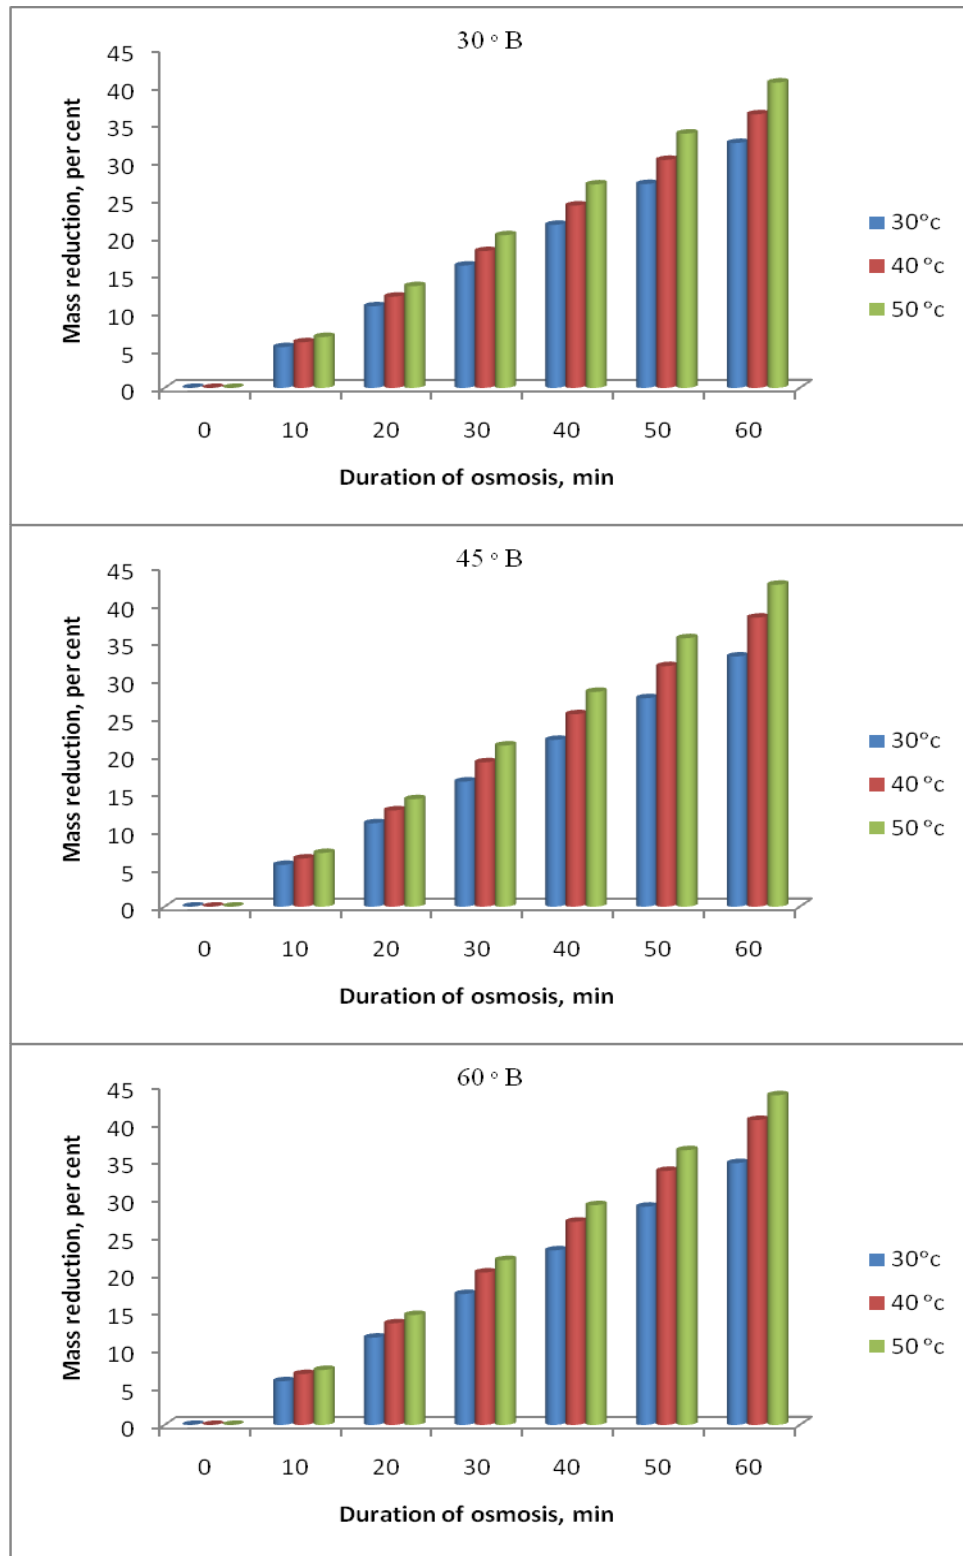 30 ° B
45
40
35
30
25
20
15
10
5
0
Mass reduction, per cent
0 10 20 30 40 50 60
Duration of osmosis, min
30°c
40 °c
50 °c
45 ° B
45
40
35
30
25
20
15
10
5
0
Mass reduction, per cent
0 10 20 30 40 50 60
Duration of osmosis, min
30°c
40 °c
50 °c
60 ° B
45
40
35
30
25
20
15
10
5
0
Mass reduction, per cent
0 10 20 30 40 50 60
Duration of osmosis, min
30°c
40 °c
50 °c